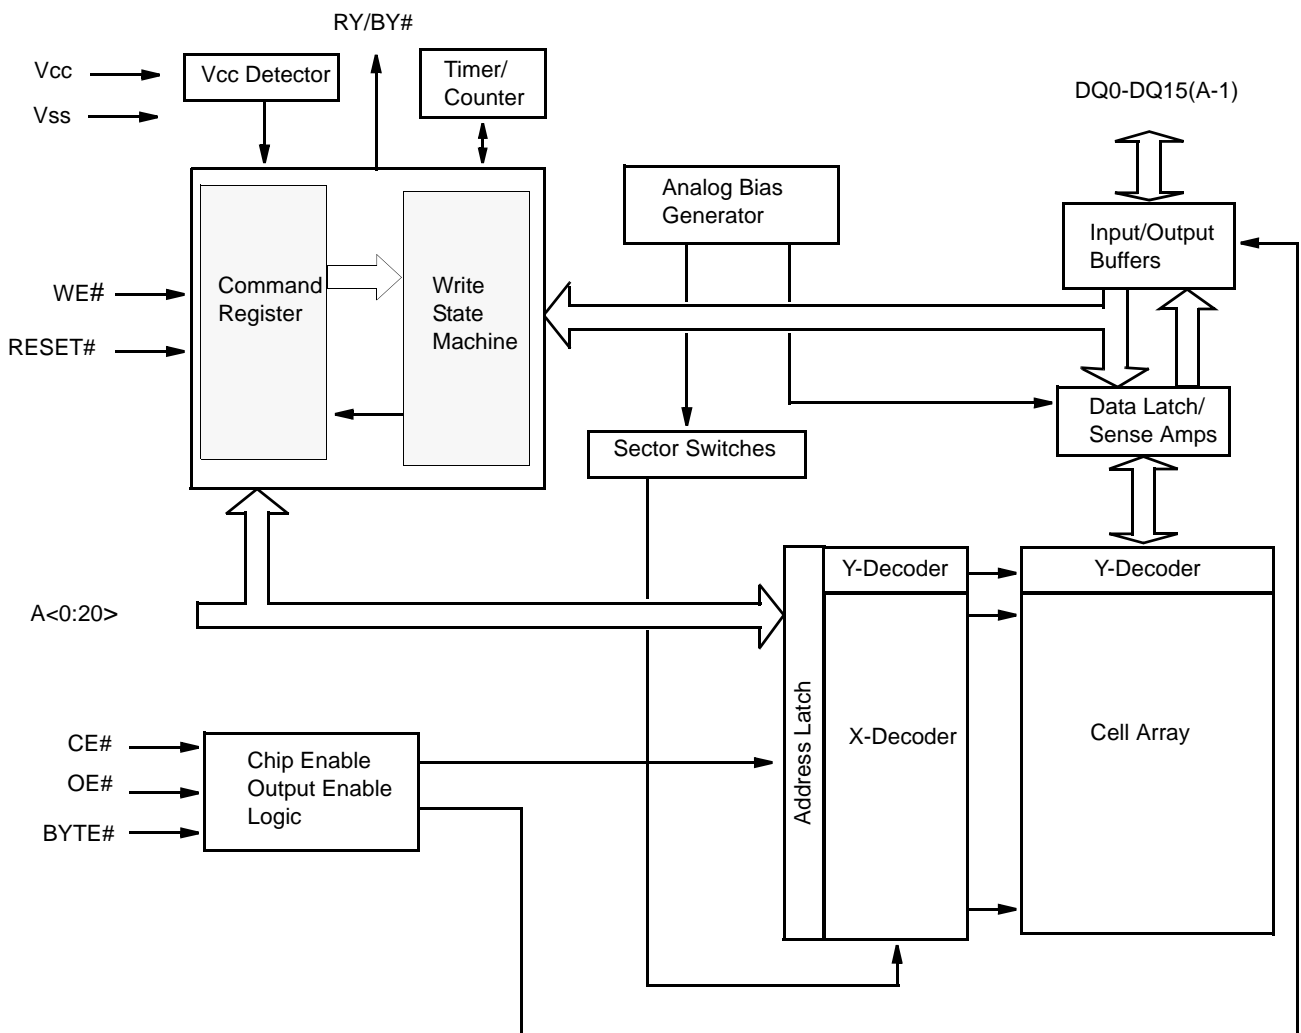 RY/BY#
Vcc
Vss
Vcc Detector
Timer/
Counter
DQ0-DQ15(A-1)
Analog Bias
Generator
Input/Output
Buffers
WE#
RESET#
Command
Register
Write
State
Machine
Data Latch/
Sense Amps
Sector Switches
A<0:20>
Y-Decoder
Y-Decoder
Address Latch
X-Decoder
Cell Array
CE#
OE#
BYTE#
Chip Enable
Output Enable
Logic